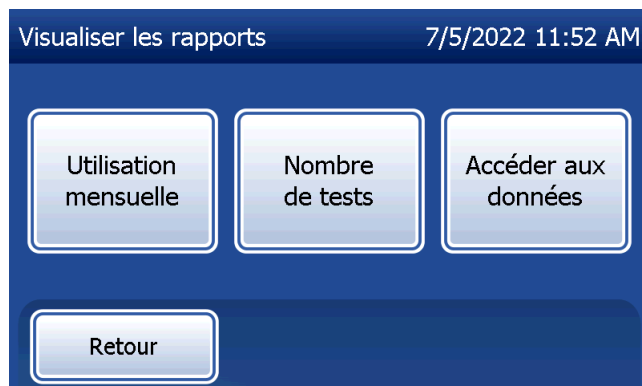 Visualiser les rapports 7/5/2022 11:52 AM
Utilisation
mensuelle
Nombre
de tests
Accéder aux
données
Retour